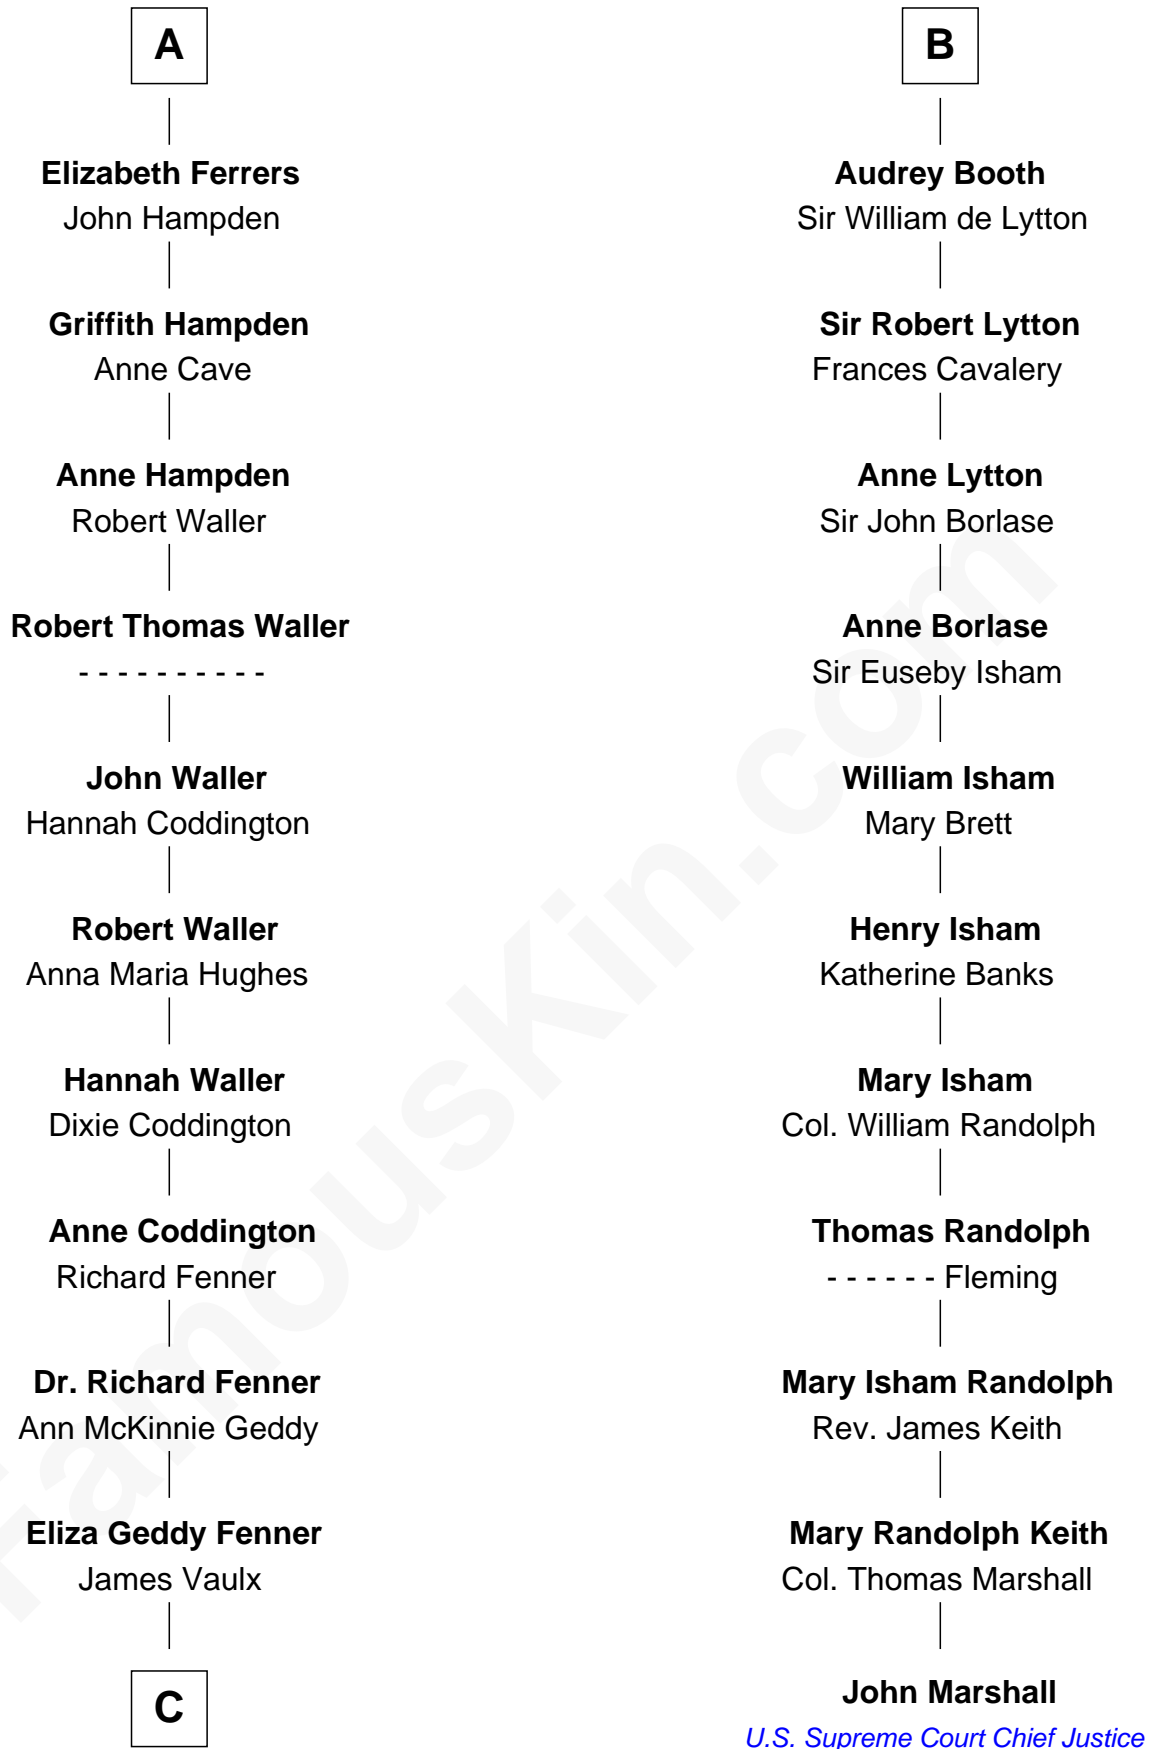 A
Elizabeth Ferrers
John Hampden
Griffith Hampden
Anne Cave
Anne Hampden
Robert Waller
Robert Thomas Waller
- - - - - - - - - -
John Waller
Hannah Coddington
Robert Waller
Anna Maria Hughes
Hannah Waller
Dixie Coddington
Anne Coddington
Richard Fenner
Dr. Richard Fenner
Ann McKinnie Geddy
Eliza Geddy Fenner
James Vaulx
C
B
Audrey Booth
Sir William de Lytton
Sir Robert Lytton
Frances Cavalery
Anne Lytton
Sir John Borlase
Anne Borlase
Sir Euseby Isham
William Isham
Mary Brett
Henry Isham
Katherine Banks
Mary Isham
Col. William Randolph
Thomas Randolph
- - - - - - Fleming
Mary Isham Randolph
Rev. James Keith
Mary Randolph Keith
Col. Thomas Marshall
John Marshall
U.S. Supreme Court Chief Justice
FamousKin.com